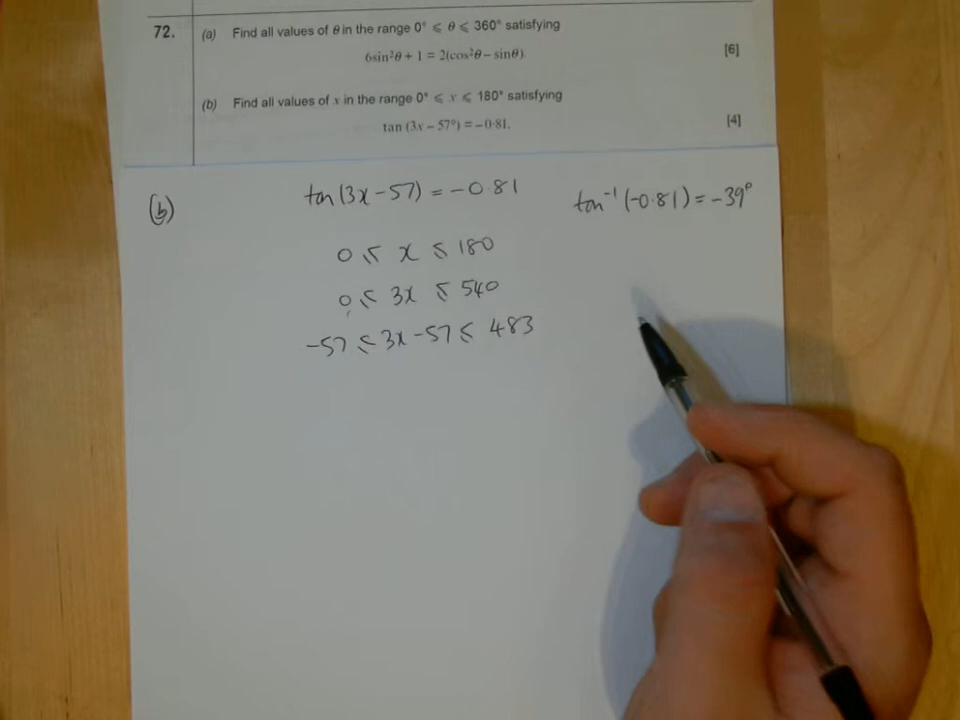 72. (a) Find all values of θ in the range 0° ⩽ θ ⩽ 360° satisfying
6sin²θ + 1 = 2(cos²θ – sinθ). [6]
(b) Find all values of x in the range 0° ⩽ x ⩽ 180° satisfying
tan (3x – 57°) = –0·81. [4]
(b) tan(3x – 57) = –0·81 tan⁻¹(–0·81) = –39°
0 ⩽ x ⩽ 180
0 ⩽ 3x ⩽ 540
–57 ⩽ 3x – 57 ⩽ 483